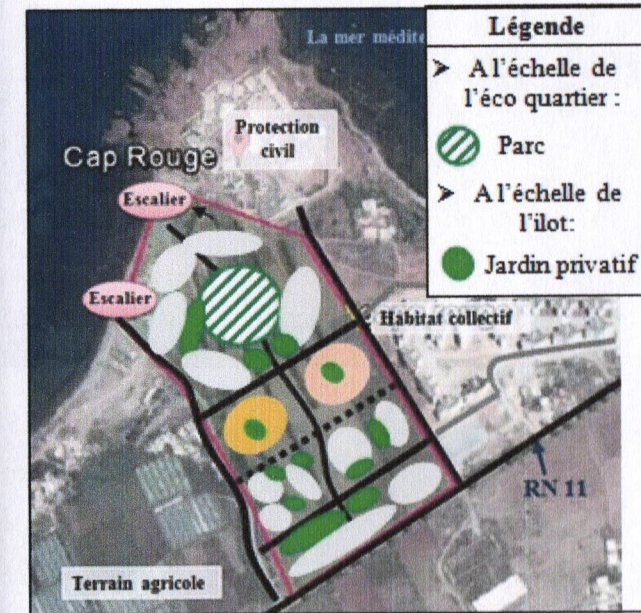 La mer médite
Légende
➤ A l'échelle de
l'éco quartier :
Parc
➤ A l'échelle de
l'ilot:
Jardin privatif
Protection
civil
Cap Rouge
Escalier
Escalier
Habitat collectif
RN 11
Terrain agricole